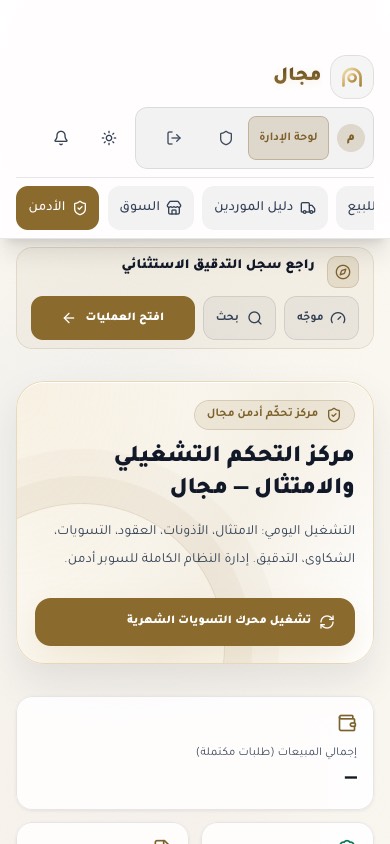 مجال
م
لوحة الإدارة
للبيع
دليل الموردين
السوق
الأدمن
راجع سجل التدقيق الاستثنائي
موجّه
بحث
افتح العمليات
مركز تحكّم أدمن مجال
مركز التحكم التشغيلي
والامتثال — مجال
التشغيل اليومي: الامتثال، الأذونات، العقود، التسويات،
الشكاوى، التدقيق. إدارة النظام الكاملة للسوبر أدمن.
تشغيل محرك التسويات الشهرية
إجمالي المبيعات (طلبات مكتملة)
—